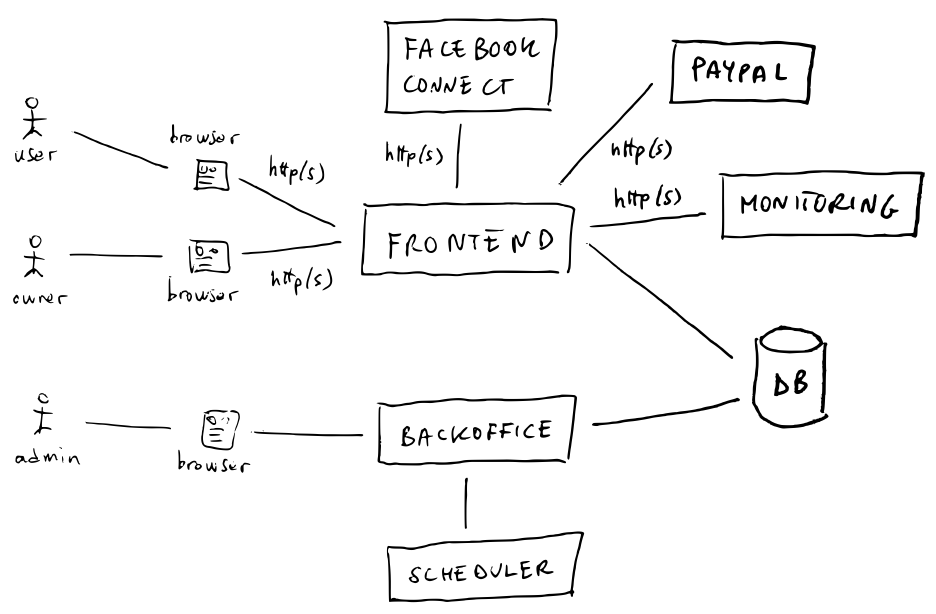 FACEBOOK
CONNECT
PAYPAL
user
browser
http(s)
http(s)
http(s)
http(s)
MONITORING
FRONTEND
owner
browser
http(s)
DB
admin
browser
BACKOFFICE
SCHEDULER